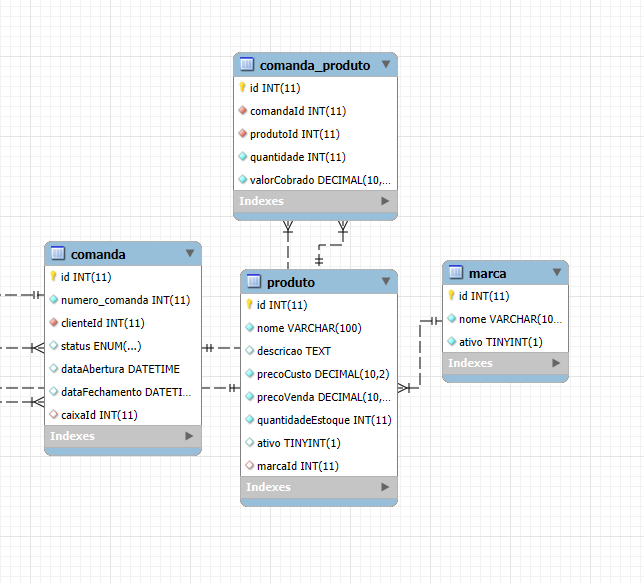 comanda_produto
id INT(11)
comandaId INT(11)
produtoId INT(11)
quantidade INT(11)
valorCobrado DECIMAL(10,...
Indexes
comanda
id INT(11)
numero_comanda INT(11)
clienteId INT(11)
status ENUM(...)
dataAbertura DATETIME
dataFechamento DATETI...
caixaId INT(11)
Indexes
produto
id INT(11)
nome VARCHAR(100)
descricao TEXT
precoCusto DECIMAL(10,2)
precoVenda DECIMAL(10,...
quantidadeEstoque INT(11)
ativo TINYINT(1)
marcaId INT(11)
Indexes
marca
id INT(11)
nome VARCHAR(10...
ativo TINYINT(1)
Indexes